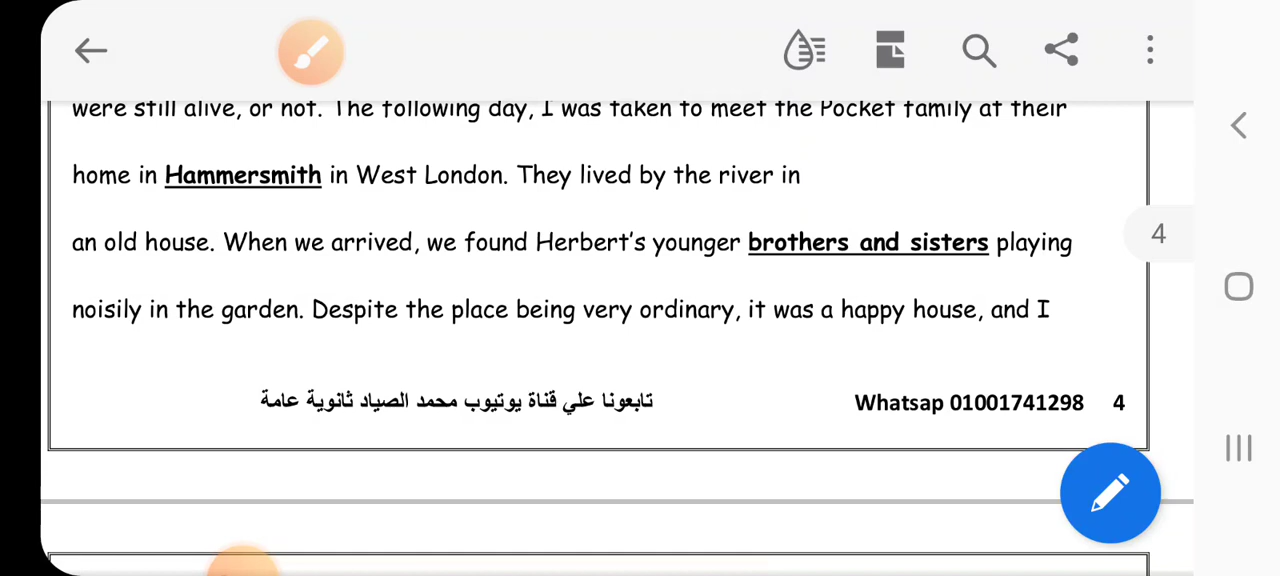 were still alive, or not. The following day, I was taken to meet the Pocket family at their
home in Hammersmith in West London. They lived by the river in
4
an old house. When we arrived, we found Herbert's younger brothers and sisters playing
noisily in the garden. Despite the place being very ordinary, it was a happy house, and I
تابعونا علي قناة يوتيوب محمد الصياد ثانوية عامة
Whatsap 01001741298 4